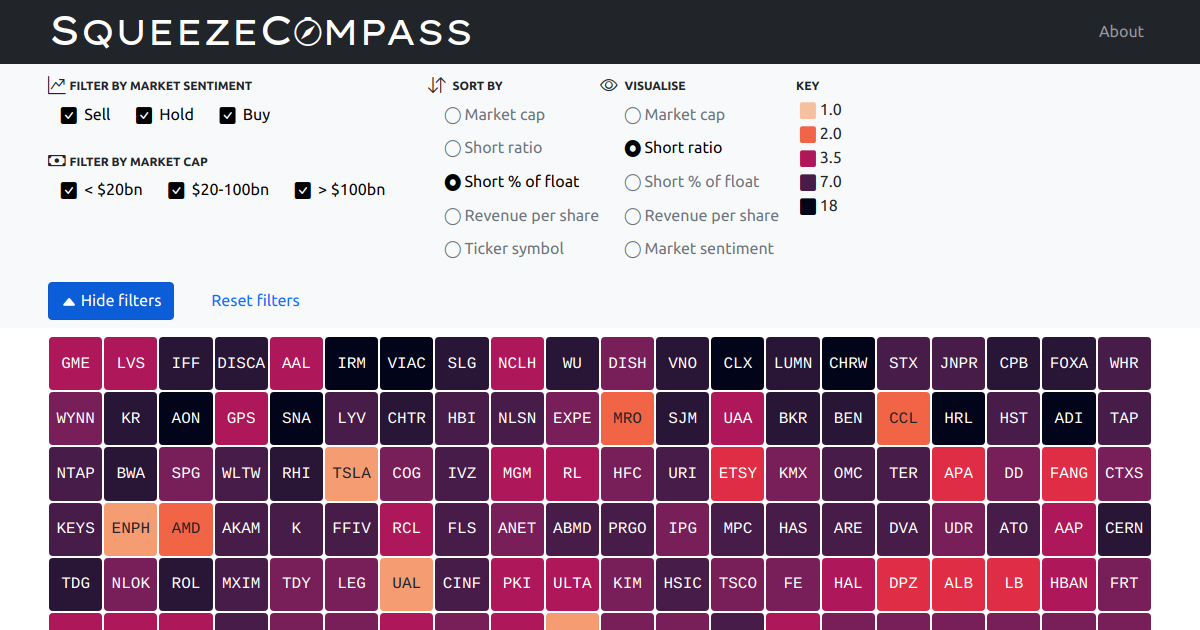 SQUEEZECOMPASS
About
FILTER BY MARKET SENTIMENT
Sell Hold Buy
FILTER BY MARKET CAP
< $20bn $20-100bn > $100bn
SORT BY
Market cap
Short ratio
Short % of float
Revenue per share
Ticker symbol
VISUALISE
Market cap
Short ratio
Short % of float
Revenue per share
Market sentiment
KEY
1.0
2.0
3.5
7.0
18
Hide filters Reset filters
GME LVS IFF DISCA AAL IRM VIAC SLG NCLH WU DISH VNO CLX LUMN CHRW STX JNPR CPB FOXA WHR
WYNN KR AON GPS SNA LYV CHTR HBI NLSN EXPE MRO SJM UAA BKR BEN CCL HRL HST ADI TAP
NTAP BWA SPG WLTW RHI TSLA COG IVZ MGM RL HFC URI ETSY KMX OMC TER APA DD FANG CTXS
KEYS ENPH AMD AKAM K FFIV RCL FLS ANET ABMD PRGO IPG MPC HAS ARE DVA UDR ATO AAP CERN
TDG NLOK ROL MXIM TDY LEG UAL CINF PKI ULTA KIM HSIC TSCO FE HAL DPZ ALB LB HBAN FRT